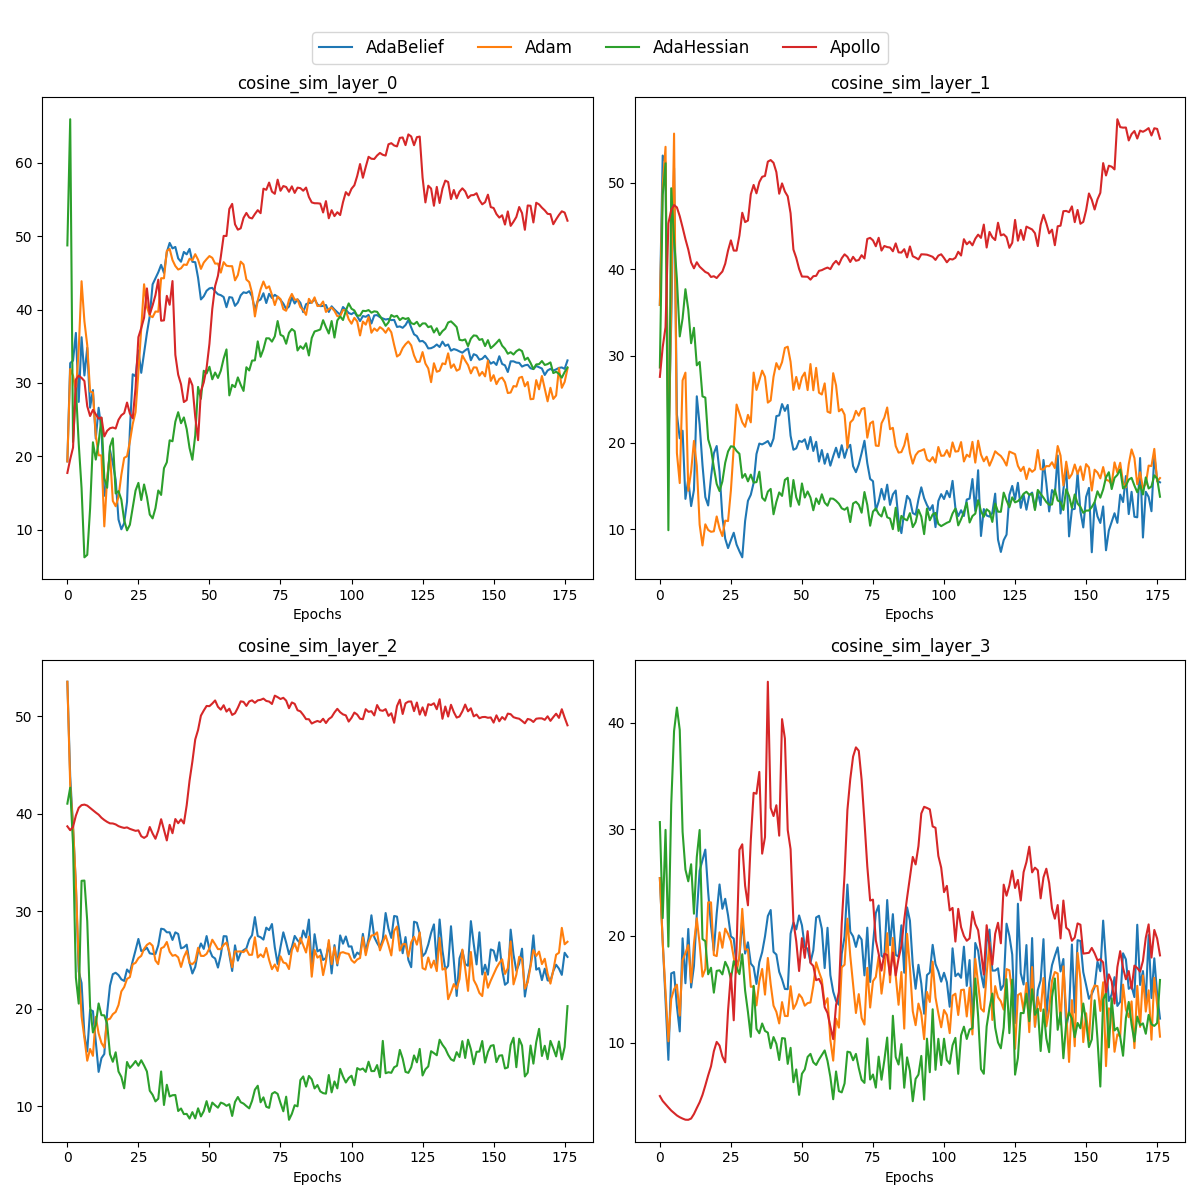 AdaBelief Adam AdaHessian Apollo
cosine_sim_layer_0
60
50
40
30
20
10
0 25 50 75 100 125 150 175
Epochs
cosine_sim_layer_1
50
40
30
20
10
0 25 50 75 100 125 150 175
Epochs
cosine_sim_layer_2
50
40
30
20
10
0 25 50 75 100 125 150 175
Epochs
cosine_sim_layer_3
40
30
20
10
0 25 50 75 100 125 150 175
Epochs